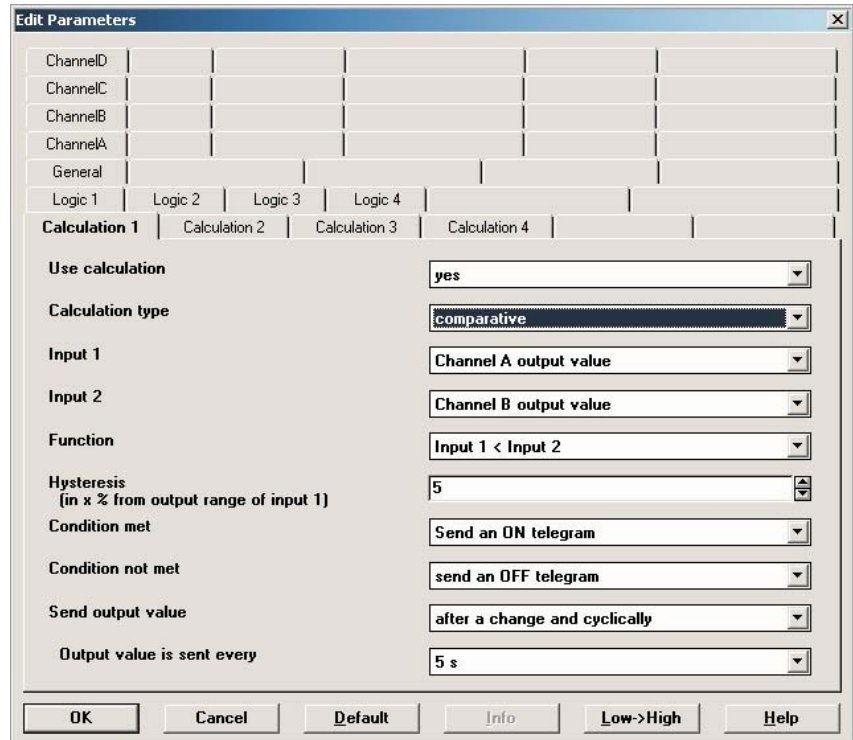 Edit Parameters
ChannelD
ChannelC
ChannelB
ChannelA
General
Logic 1 Logic 2 Logic 3 Logic 4
Calculation 1 Calculation 2 Calculation 3 Calculation 4
Use calculation yes
Calculation type comparative
Input 1 Channel A output value
Input 2 Channel B output value
Function Input 1 < Input 2
Hysteresis 5
(in x % from output range of input 1)
Condition met Send an ON telegram
Condition not met send an OFF telegram
Send output value after a change and cyclically
Output value is sent every 5 s
OK Cancel Default Info Low->High Help